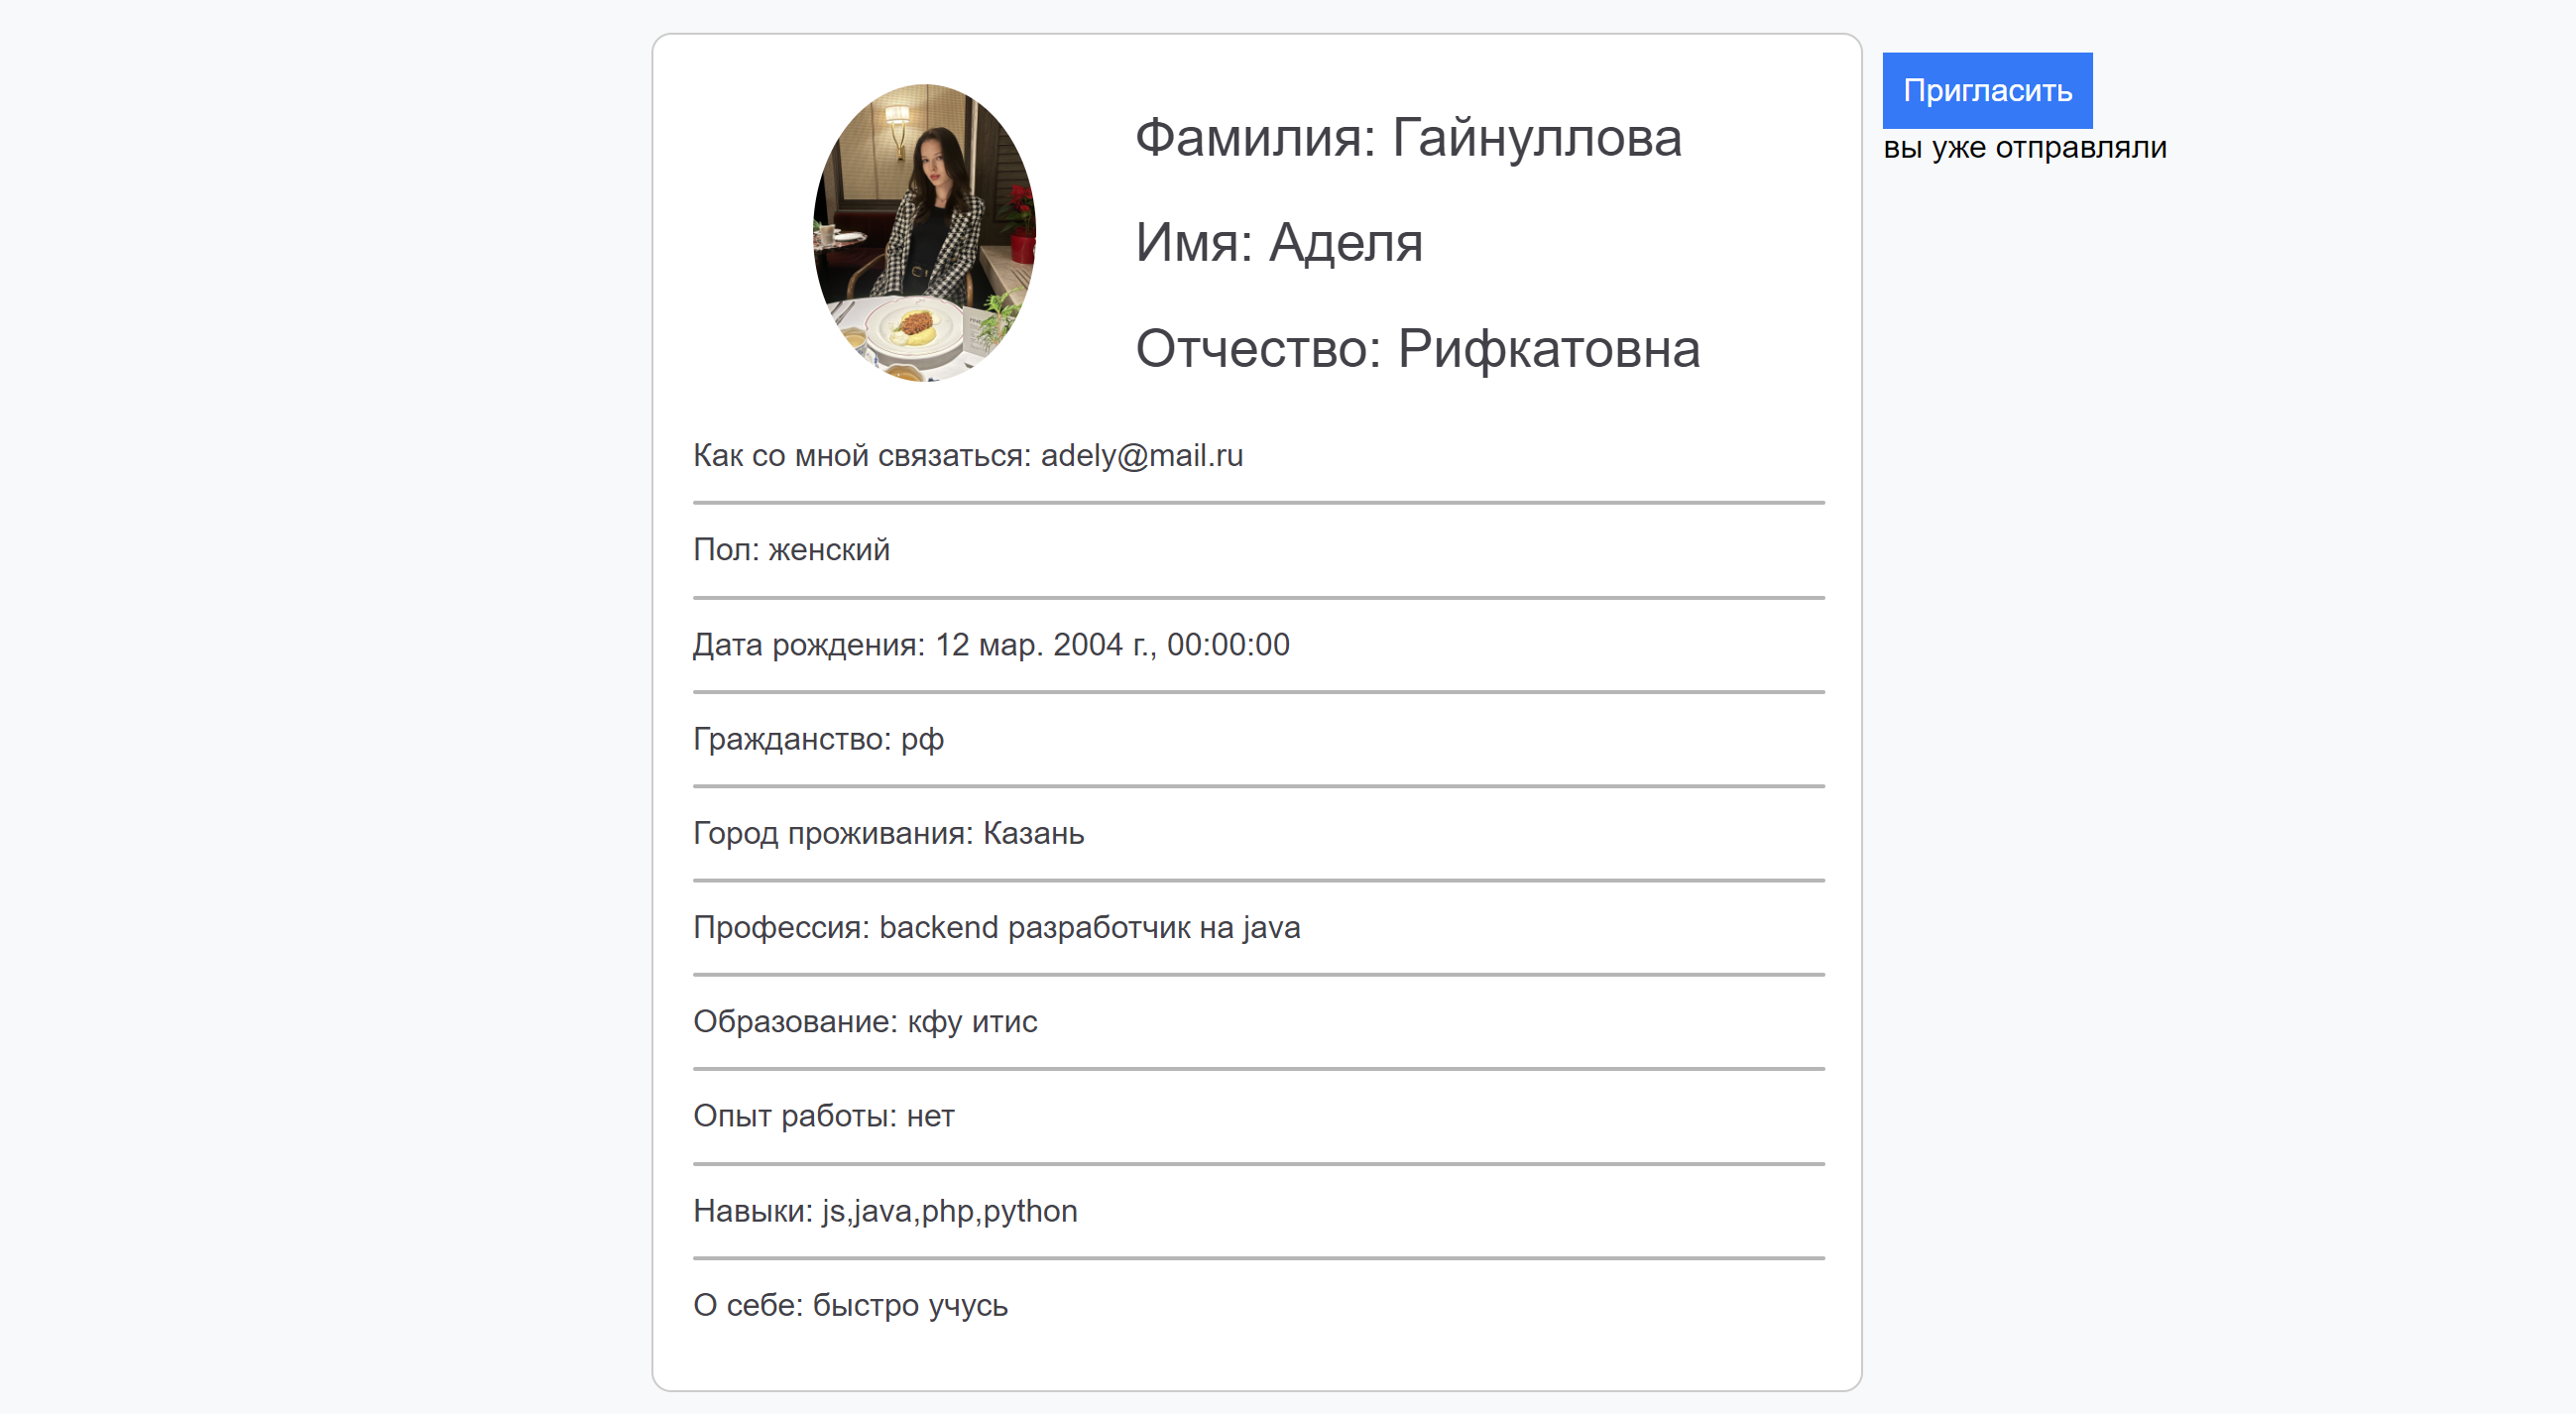 Фамилия: Гайнуллова
Имя: Аделя
Отчество: Рифкатовна
Как со мной связаться: adely@mail.ru
Пол: женский
Дата рождения: 12 мар. 2004 г., 00:00:00
Гражданство: рф
Город проживания: Казань
Профессия: backend разработчик на java
Образование: кфу итис
Опыт работы: нет
Навыки: js,java,php,python
О себе: быстро учусь
Пригласить
вы уже отправляли